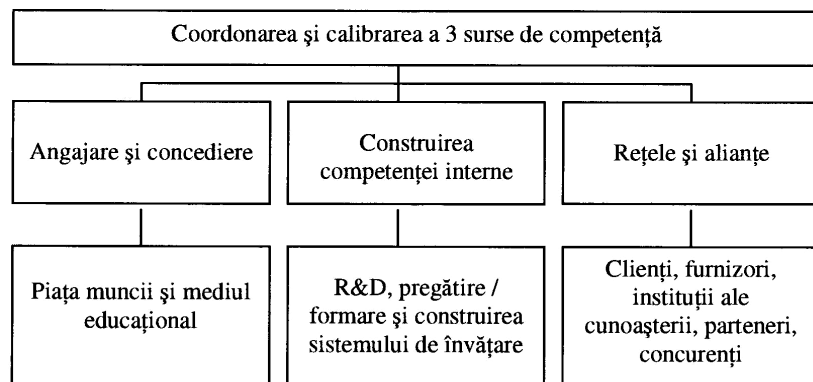 Coordonarea şi calibrarea a 3 surse de competenţă
Angajare şi concediere
Construirea
competenţei interne
Reţele şi alianţe
Piaţa muncii şi mediul
educaţional
R&D, pregătire /
formare şi construirea
sistemului de învăţare
Clienţi, furnizori,
instituţii ale
cunoaşterii, parteneri,
concurenţi